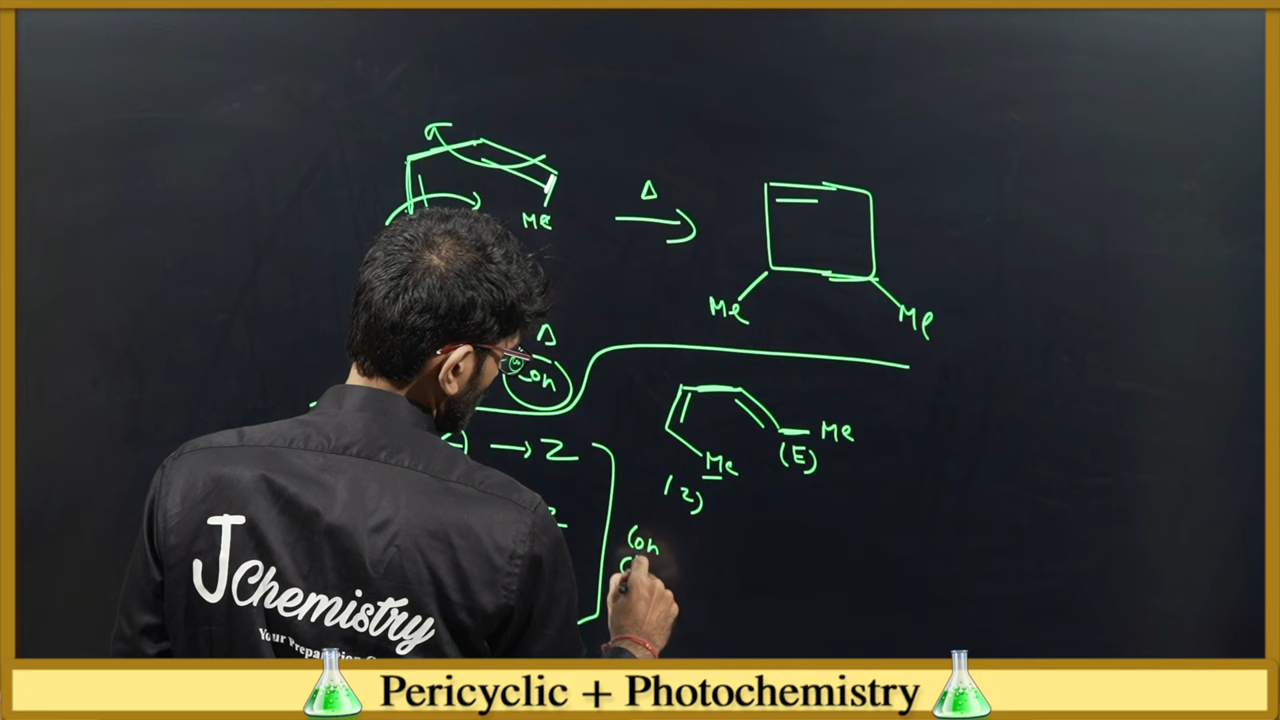 Me
Δ
Me
Me
Δ
Con
→ Z
Me
(E)
Me
(Z)
Con
J Chemistry
Pericyclic + Photochemistry